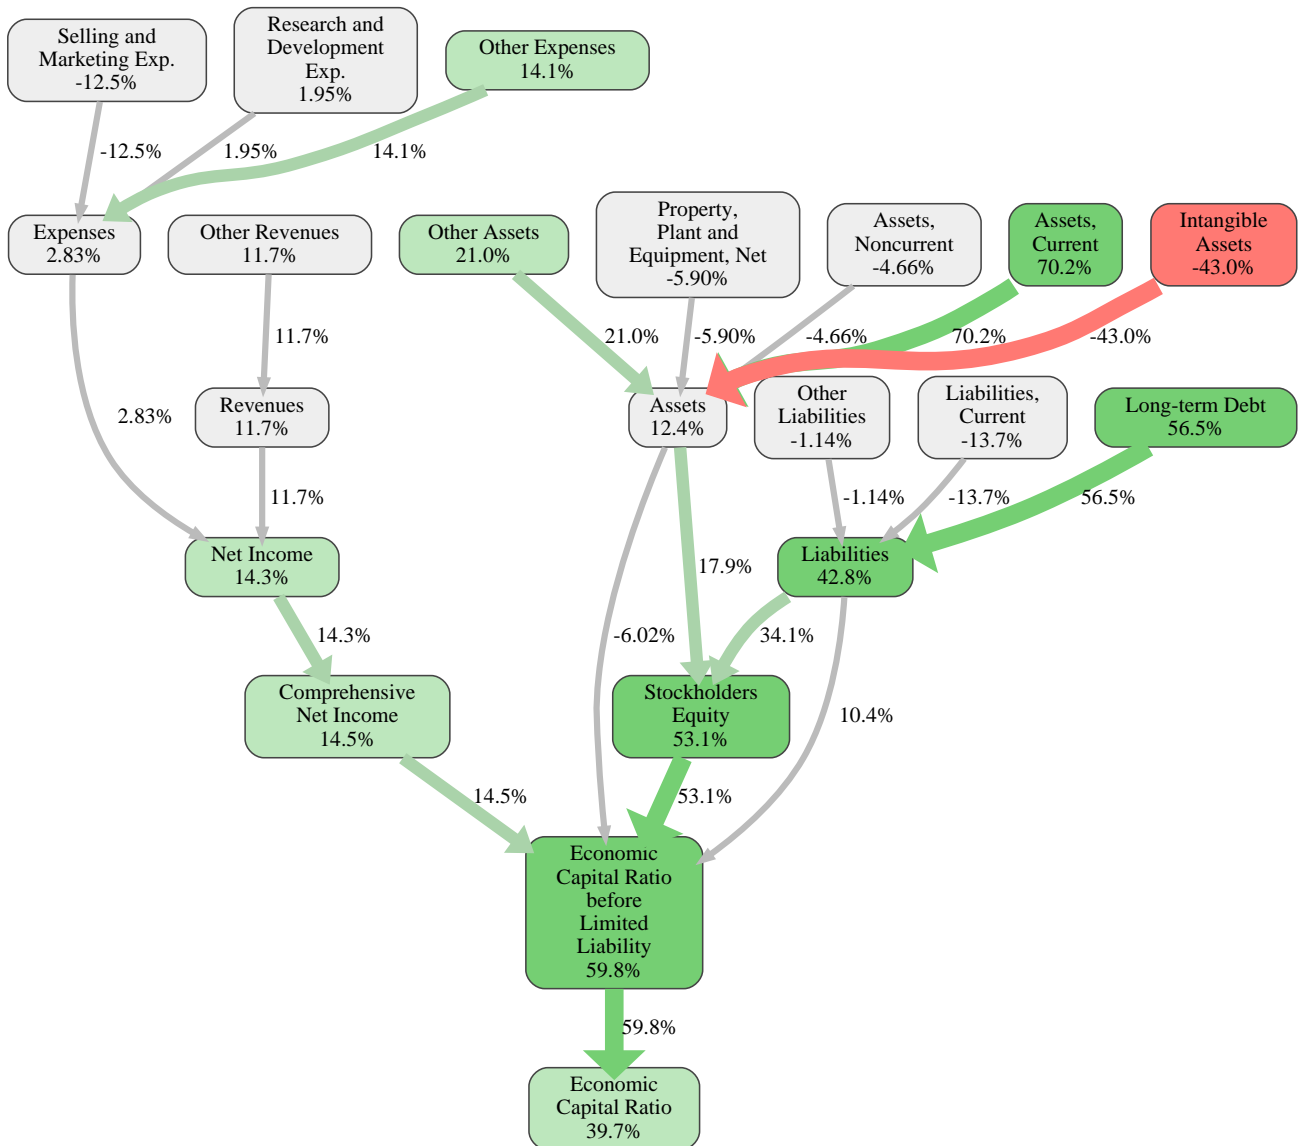 Selling and
Marketing Exp.
-12.5%
Research and
Development
Exp.
1.95%
Other Expenses
14.1%
-12.5%
1.95%
14.1%
Expenses
2.83%
Other Revenues
11.7%
Other Assets
21.0%
Property,
Plant and
Equipment, Net
-5.90%
Assets,
Noncurrent
-4.66%
Assets,
Current
70.2%
Intangible
Assets
-43.0%
11.7%
21.0%
-5.90%
-4.66%
70.2%
-43.0%
2.83%
Revenues
11.7%
Assets
12.4%
Other
Liabilities
-1.14%
Liabilities,
Current
-13.7%
Long-term Debt
56.5%
11.7%
-1.14%
-13.7%
56.5%
Net Income
14.3%
17.9%
Liabilities
42.8%
14.3%
-6.02%
34.1%
Comprehensive
Net Income
14.5%
Stockholders
Equity
53.1%
10.4%
14.5%
53.1%
Economic
Capital Ratio
before
Limited
Liability
59.8%
59.8%
Economic
Capital Ratio
39.7%